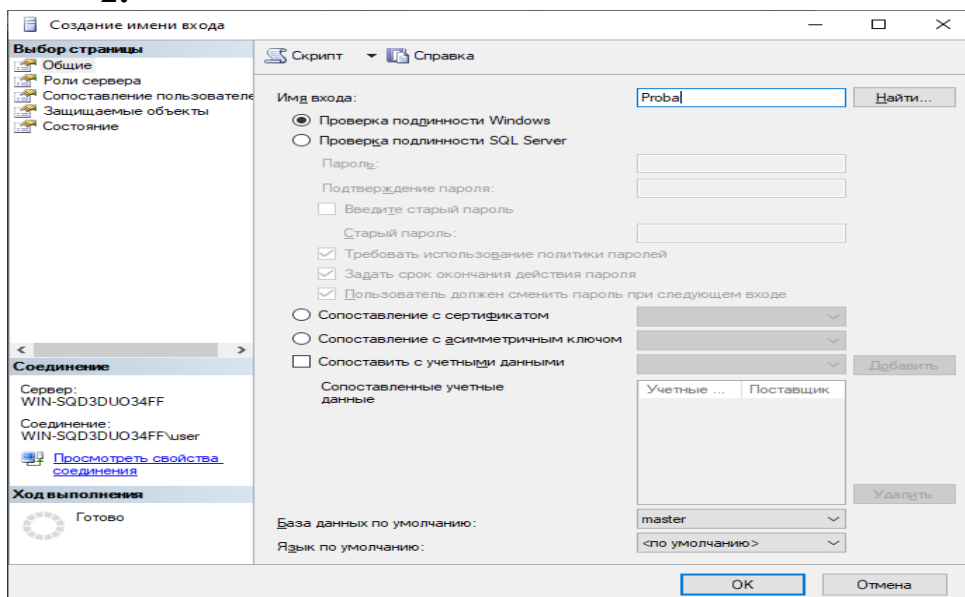 2.
Создание имени входа
Выбор страницы
Общие
Роли сервера
Сопоставление пользователе
Защищаемые объекты
Состояние
Скрипт
Справка
Имя входа:
Proba
Найти...
Проверка подлинности Windows
Проверка подлинности SQL Server
Пароль:
Подтверждение пароля:
Введите старый пароль
Старый пароль:
Требовать использование политики паролей
Задать срок окончания действия пароля
Пользователь должен сменить пароль при следующем входе
Сопоставление с сертификатом
Сопоставление с асимметричным ключом
Сопоставить с учетными данными
Добавить
Сопоставленные учетные
данные
Учетные ...
Поставщик
Удалить
База данных по умолчанию:
master
Язык по умолчанию:
<по умолчанию>
Соединение
Сервер:
WIN-SQD3DUO34FF
Соединение:
WIN-SQD3DUO34FF\user
Просмотреть свойства
соединения
Ход выполнения
Готово
OK
Отмена